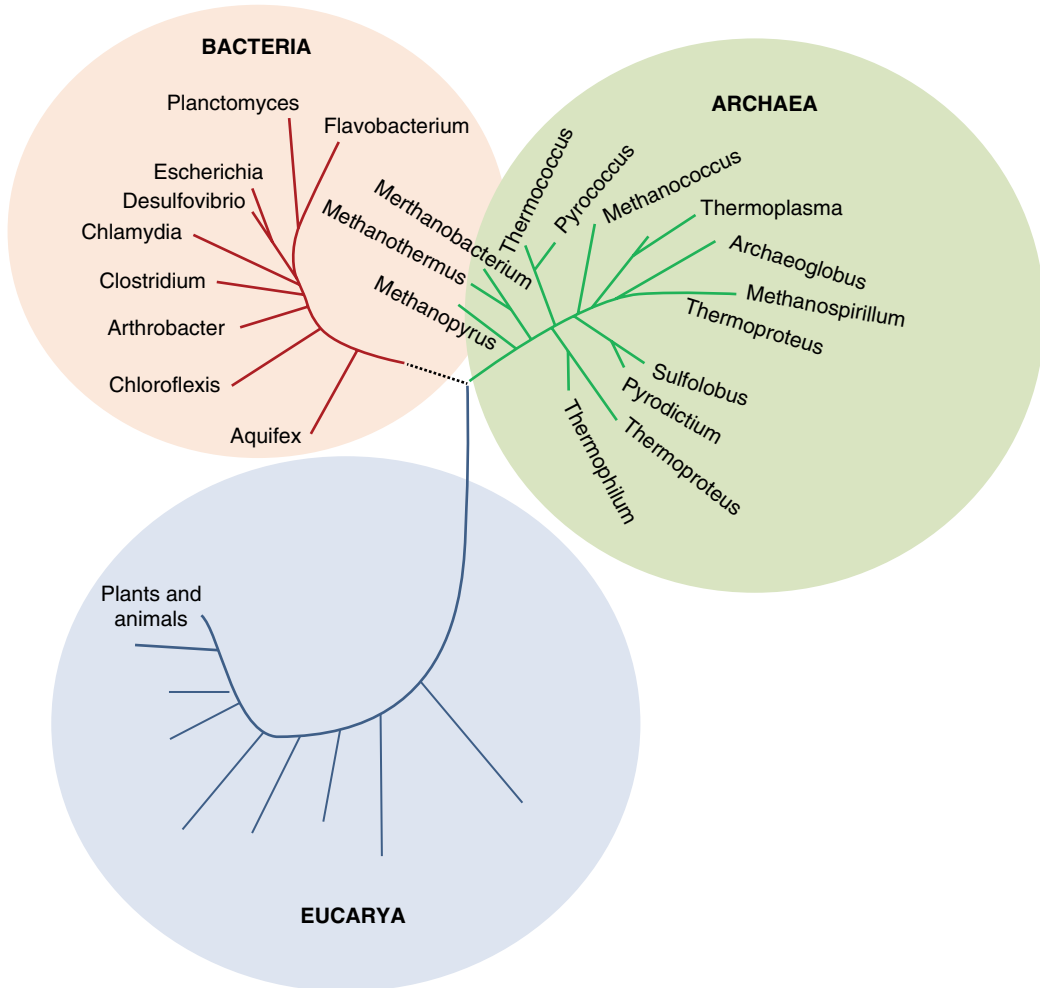 BACTERIA
Planctomyces
Flavobacterium
Escherichia
Desulfovibrio
Chlamydia
Clostridium
Arthrobacter
Chloroflexis
Aquifex
ARCHAEA
Merthanobacterium
Methanothermus
Methanopyrus
Thermococcus
Pyrococcus
Methanococcus
Thermoplasma
Archaeoglobus
Methanospirillum
Thermoproteus
Sulfolobus
Pyrodictium
Thermoproteus
Thermophilum
Plants and
animals
EUCARYA